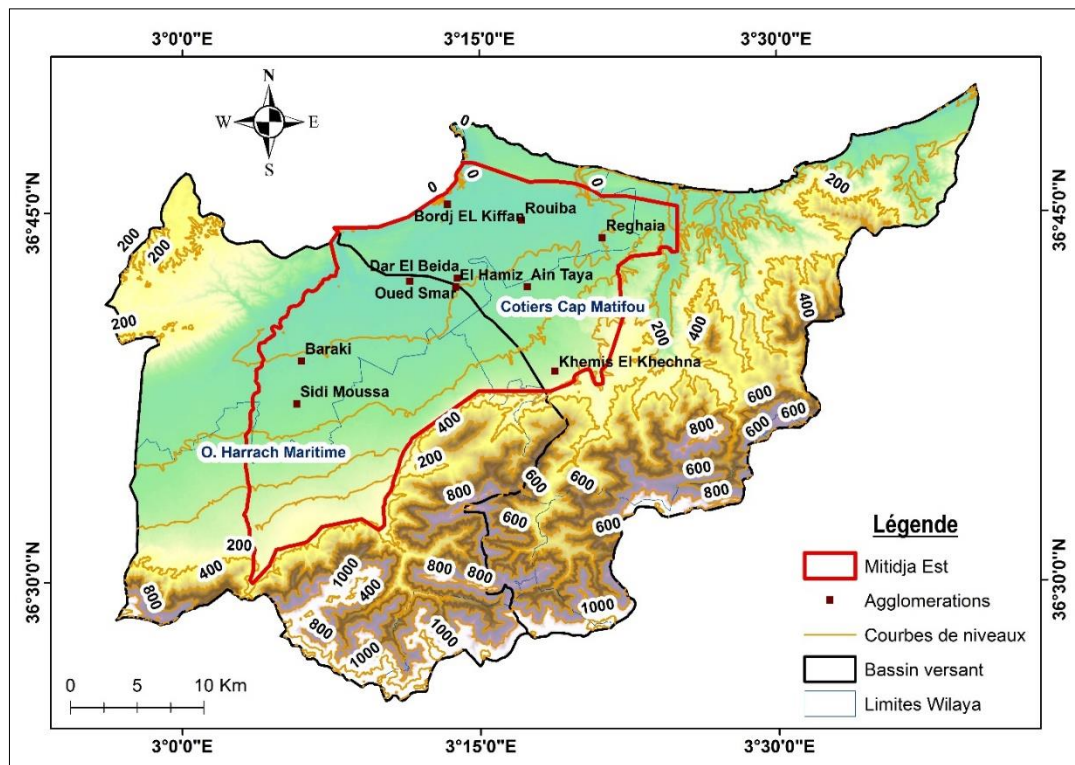 3°0'0"E 3°15'0"E 3°30'0"E
N
W E
S
36°45'0"N 36°45'0"N
36°30'0"N 36°30'0"N
0
0
0
0
200
200
200
200
200
Bordj EL Kiffan
Rouiba
Reghaia
Dar El Beida
El Hamiz
Ain Taya
Oued Smar
Cotiers Cap Matifou
200
400
400
Baraki
Khemis El Khechna
Sidi Moussa
O. Harrach Maritime
400
200
600
600
800
600
600
600
800
600
800
600
600
200
400
800
1000
400
800
800
1000
800
1000
1000
Légende
Mitidja Est
Agglomerations
Courbes de niveaux
Bassin versant
Limites Wilaya
0 5 10 Km
3°0'0"E 3°15'0"E 3°30'0"E